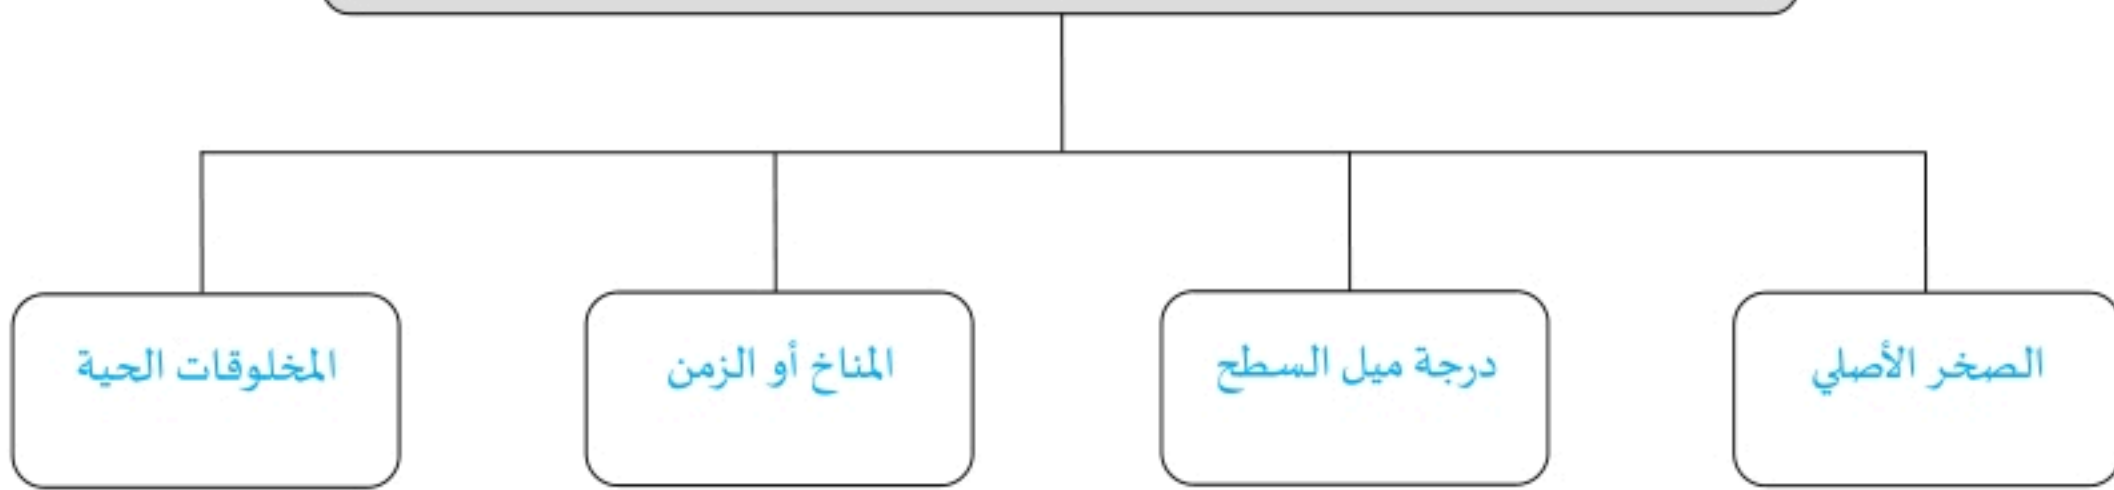 الصخر الأصلي
درجة ميل السطح
المناخ أو الزمن
المخلوقات الحية